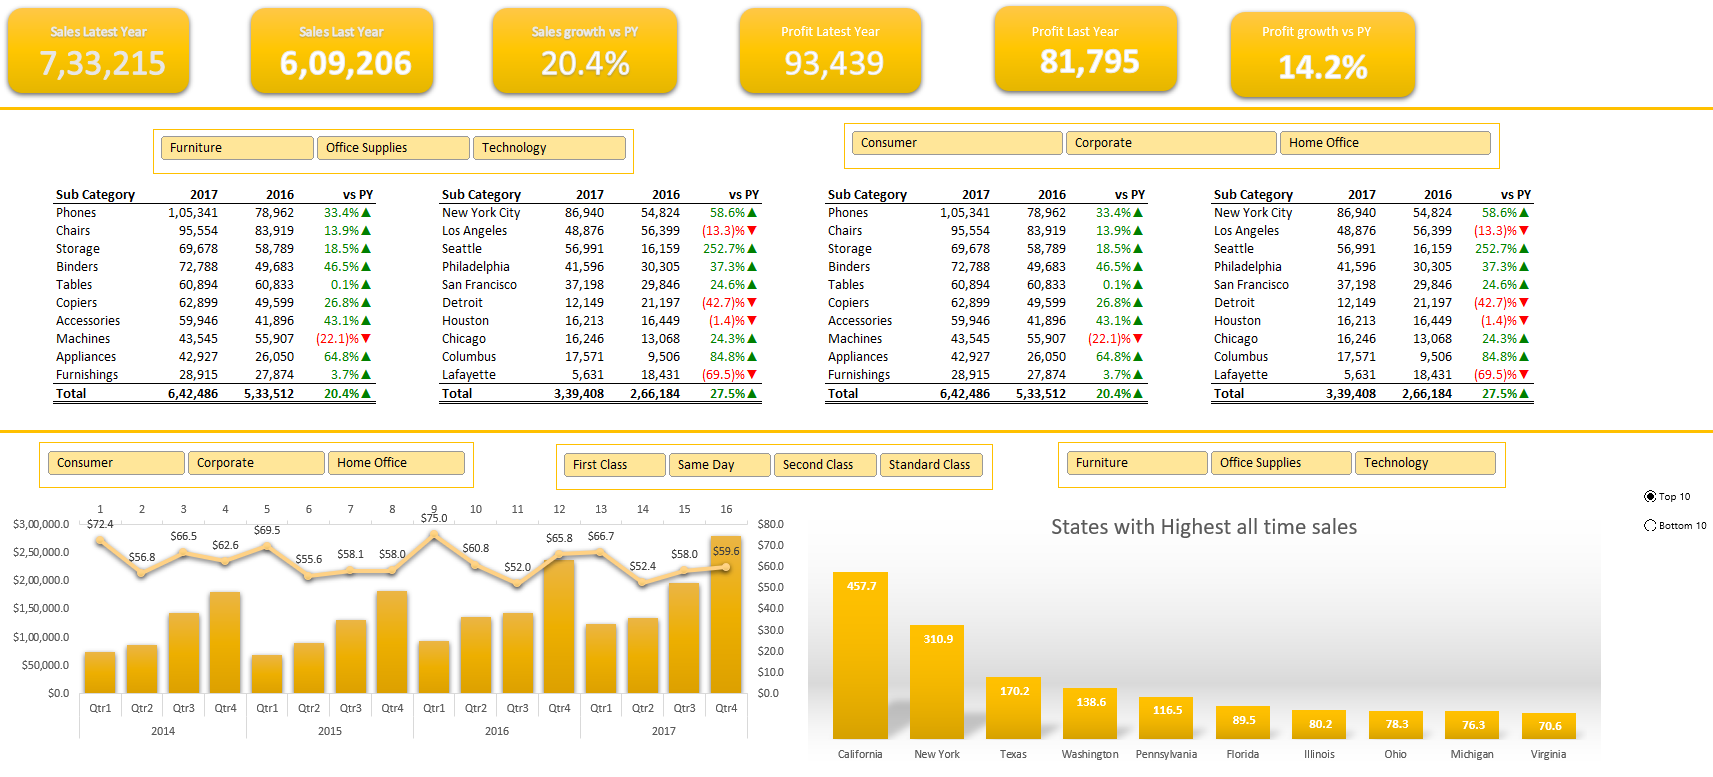 Sales Latest Year
7,33,215
Sales Last Year
6,09,206
Sales growth vs PY
20.4%
Profit Latest Year
93,439
Profit Last Year
81,795
Profit growth vs PY
14.2%
Furniture Office Supplies Technology
Consumer Corporate Home Office
Sub Category 2017 2016 vs PY
Phones 1,05,341 78,962 33.4%▲
Chairs 95,554 83,919 13.9%▲
Storage 69,678 58,789 18.5%▲
Binders 72,788 49,683 46.5%▲
Tables 60,894 60,833 0.1%▲
Copiers 62,899 49,599 26.8%▲
Accessories 59,946 41,896 43.1%▲
Machines 43,545 55,907 (22.1)%▼
Appliances 42,927 26,050 64.8%▲
Furnishings 28,915 27,874 3.7%▲
Total 6,42,486 5,33,512 20.4%▲
Sub Category 2017 2016 vs PY
New York City 86,940 54,824 58.6%▲
Los Angeles 48,876 56,399 (13.3)%▼
Seattle 56,991 16,159 252.7%▲
Philadelphia 41,596 30,305 37.3%▲
San Francisco 37,198 29,846 24.6%▲
Detroit 12,149 21,197 (42.7)%▼
Houston 16,213 16,449 (1.4)%▼
Chicago 16,246 13,068 24.3%▲
Columbus 17,571 9,506 84.8%▲
Lafayette 5,631 18,431 (69.5)%▼
Total 3,39,408 2,66,184 27.5%▲
Sub Category 2017 2016 vs PY
Phones 1,05,341 78,962 33.4%▲
Chairs 95,554 83,919 13.9%▲
Storage 69,678 58,789 18.5%▲
Binders 72,788 49,683 46.5%▲
Tables 60,894 60,833 0.1%▲
Copiers 62,899 49,599 26.8%▲
Accessories 59,946 41,896 43.1%▲
Machines 43,545 55,907 (22.1)%▼
Appliances 42,927 26,050 64.8%▲
Furnishings 28,915 27,874 3.7%▲
Total 6,42,486 5,33,512 20.4%▲
Sub Category 2017 2016 vs PY
New York City 86,940 54,824 58.6%▲
Los Angeles 48,876 56,399 (13.3)%▼
Seattle 56,991 16,159 252.7%▲
Philadelphia 41,596 30,305 37.3%▲
San Francisco 37,198 29,846 24.6%▲
Detroit 12,149 21,197 (42.7)%▼
Houston 16,213 16,449 (1.4)%▼
Chicago 16,246 13,068 24.3%▲
Columbus 17,571 9,506 84.8%▲
Lafayette 5,631 18,431 (69.5)%▼
Total 3,39,408 2,66,184 27.5%▲
Consumer Corporate Home Office
First Class Same Day Second Class Standard Class
Furniture Office Supplies Technology
1 2 3 4 5 6 7 8 9 10 11 12 13 14 15 16
$3,00,000.0
$2,50,000.0
$2,00,000.0
$1,50,000.0
$1,00,000.0
$50,000.0
$0.0
$72.4 $56.8 $66.5 $62.6 $69.5 $55.6 $58.1 $58.0 $75.0 $60.8 $52.0 $65.8 $66.7 $52.4 $58.0 $59.6
$80.0
$70.0
$60.0
$50.0
$40.0
$30.0
$20.0
$10.0
$0.0
Qtr1 Qtr2 Qtr3 Qtr4 Qtr1 Qtr2 Qtr3 Qtr4 Qtr1 Qtr2 Qtr3 Qtr4 Qtr1 Qtr2 Qtr3 Qtr4
2014 2015 2016 2017
States with Highest all time sales
457.7 310.9 170.2 138.6 116.5 89.5 80.2 78.3 76.3 70.6
California New York Texas Washington Pennsylvania Florida Illinois Ohio Michigan Virginia
Top 10
Bottom 10